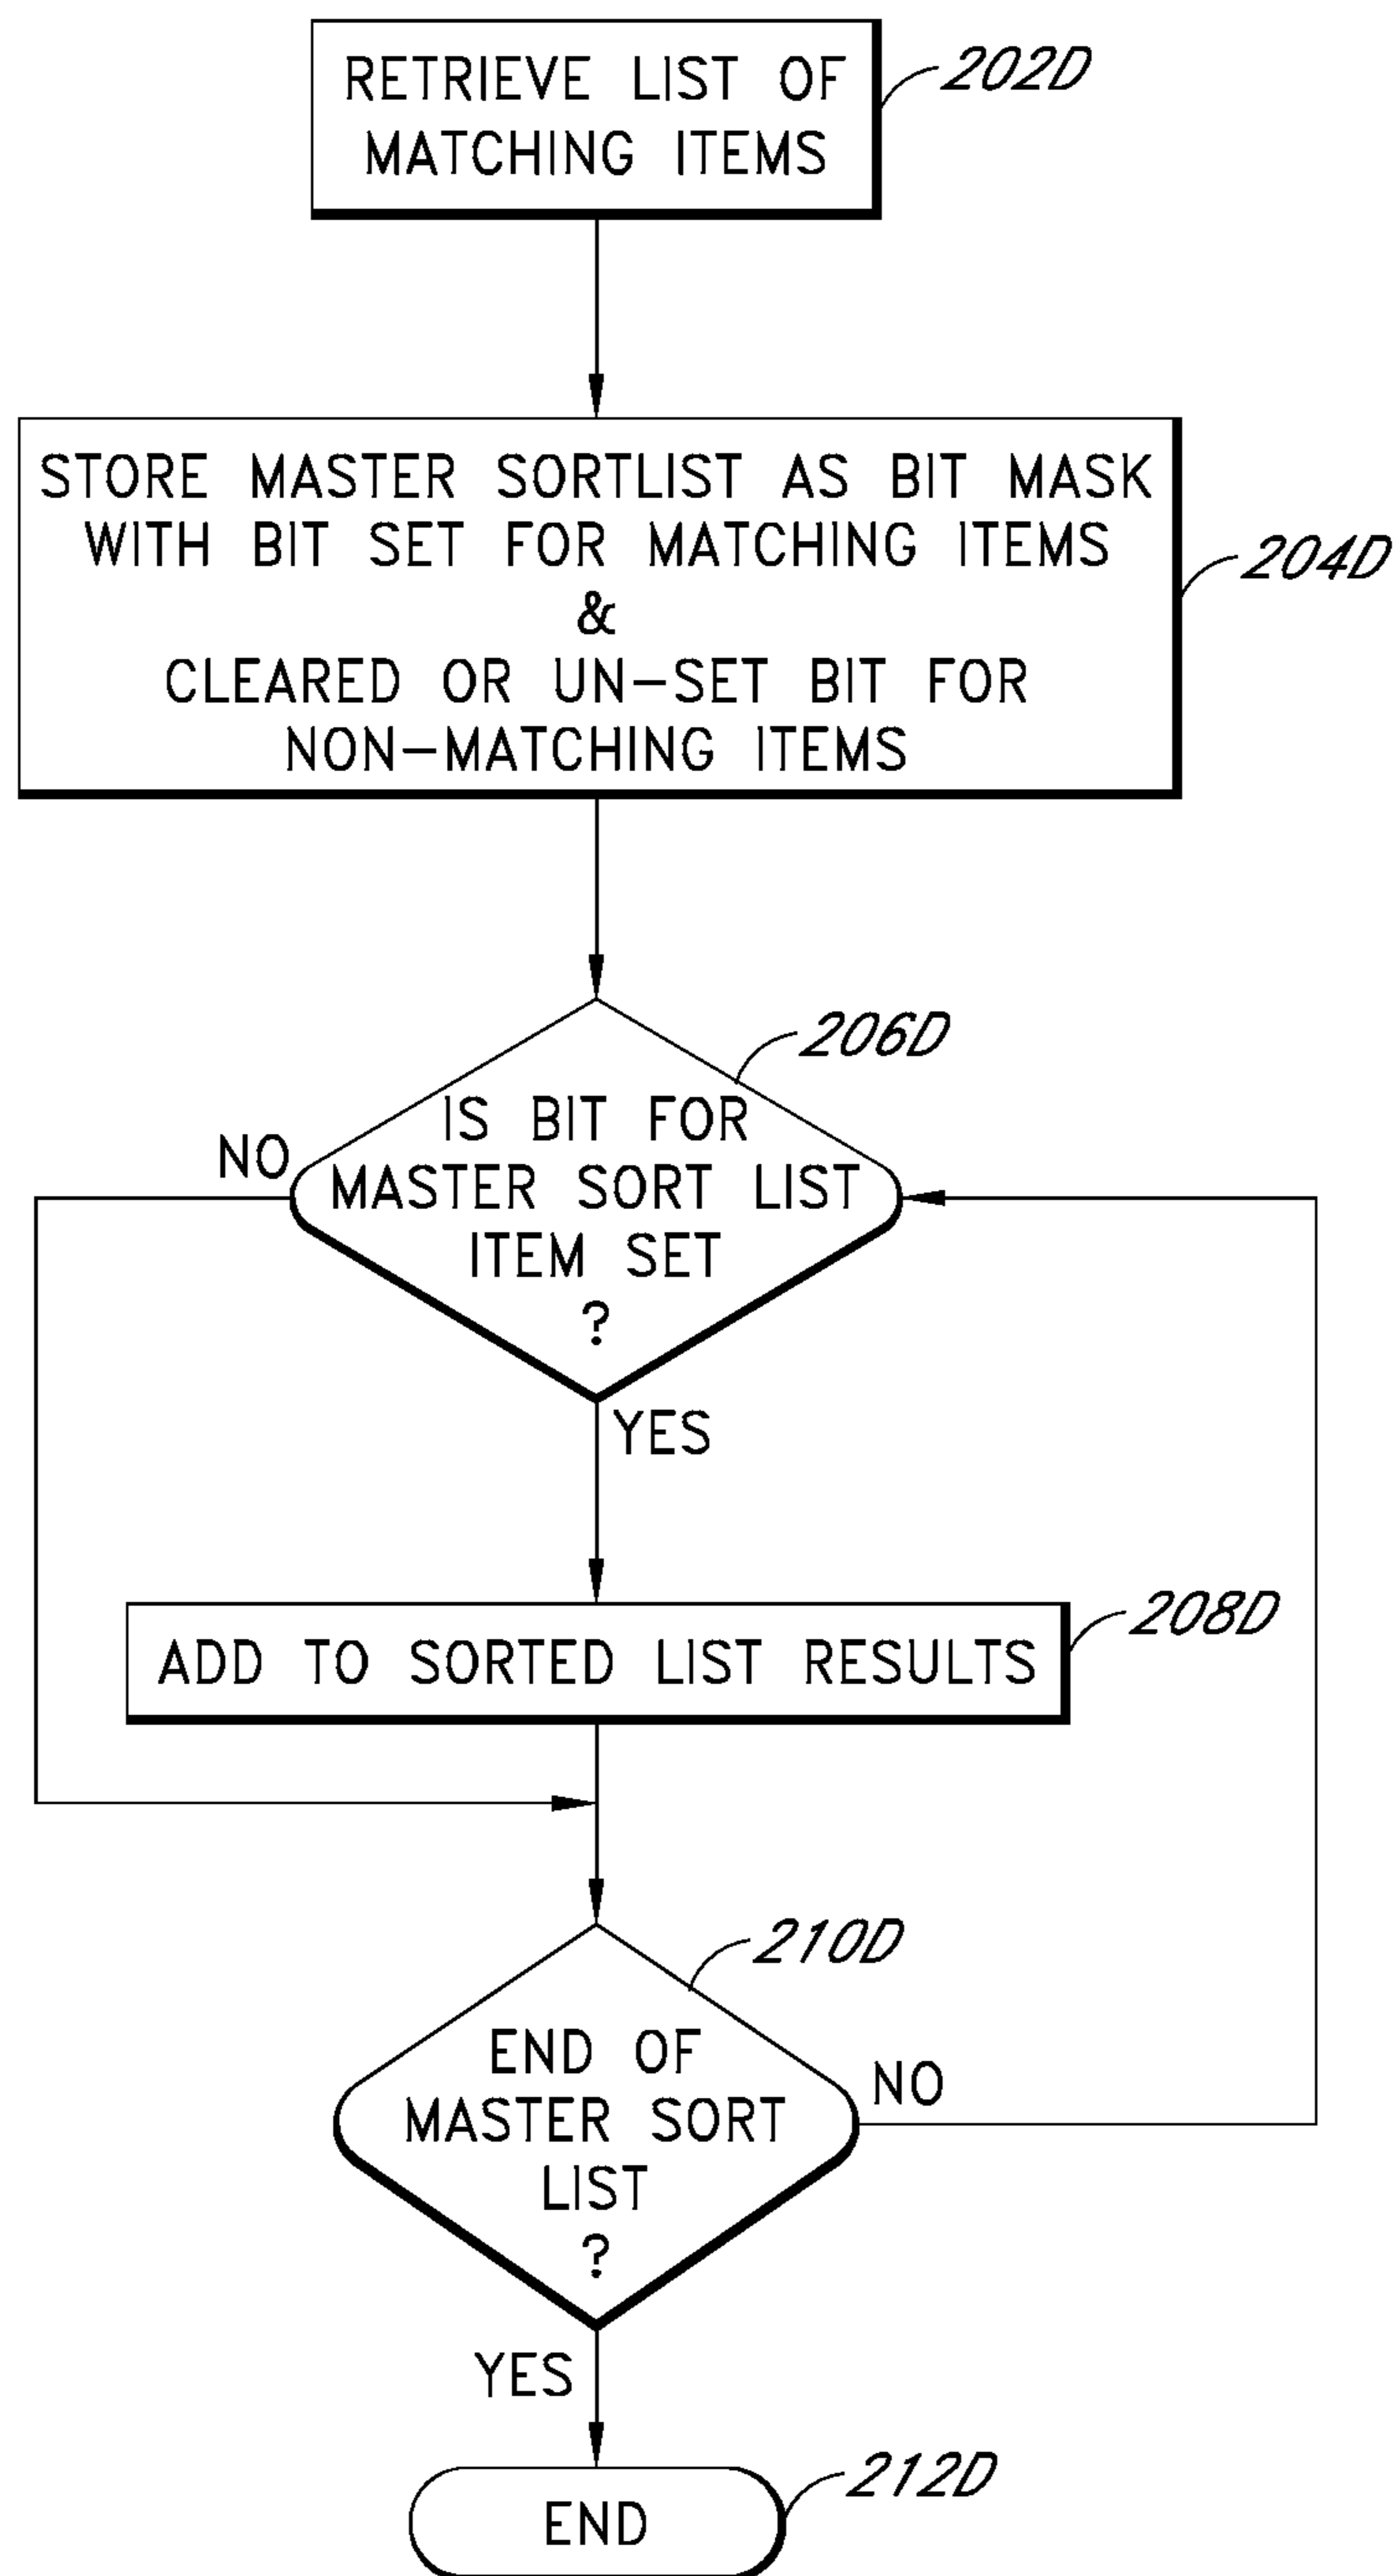 RETRIEVE LIST OF
MATCHING ITEMS
202D
STORE MASTER SORTLIST AS BIT MASK
WITH BIT SET FOR MATCHING ITEMS
&
CLEARED OR UN-SET BIT FOR
NON-MATCHING ITEMS
204D
206D
IS BIT FOR
MASTER SORT LIST
ITEM SET
?
NO
YES
ADD TO SORTED LIST RESULTS
208D
210D
END OF
MASTER SORT
LIST
?
NO
YES
END
212D